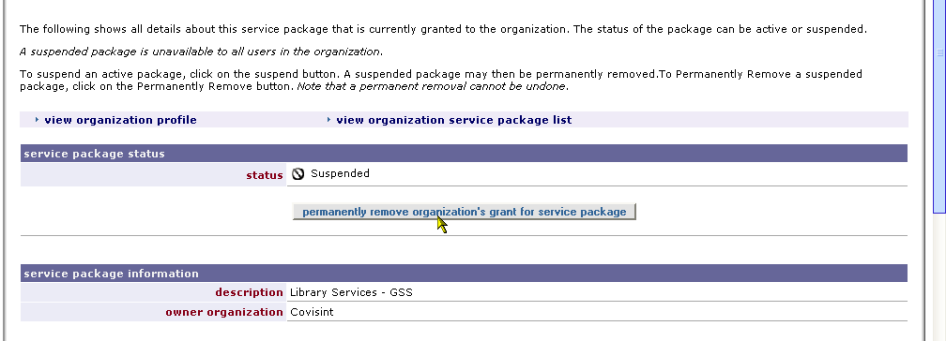 The following shows all details about this service package that is currently granted to the organization. The status of the package can be active or suspended.
A suspended package is unavailable to all users in the organization.
To suspend an active package, click on the suspend button. A suspended package may then be permanently removed.To Permanently Remove a suspended
package, click on the Permanently Remove button. Note that a permanent removal cannot be undone.
view organization profile view organization service package list
service package status
status Suspended
permanently remove organization's grant for service package
service package information
description Library Services - GSS
owner organization Covisint